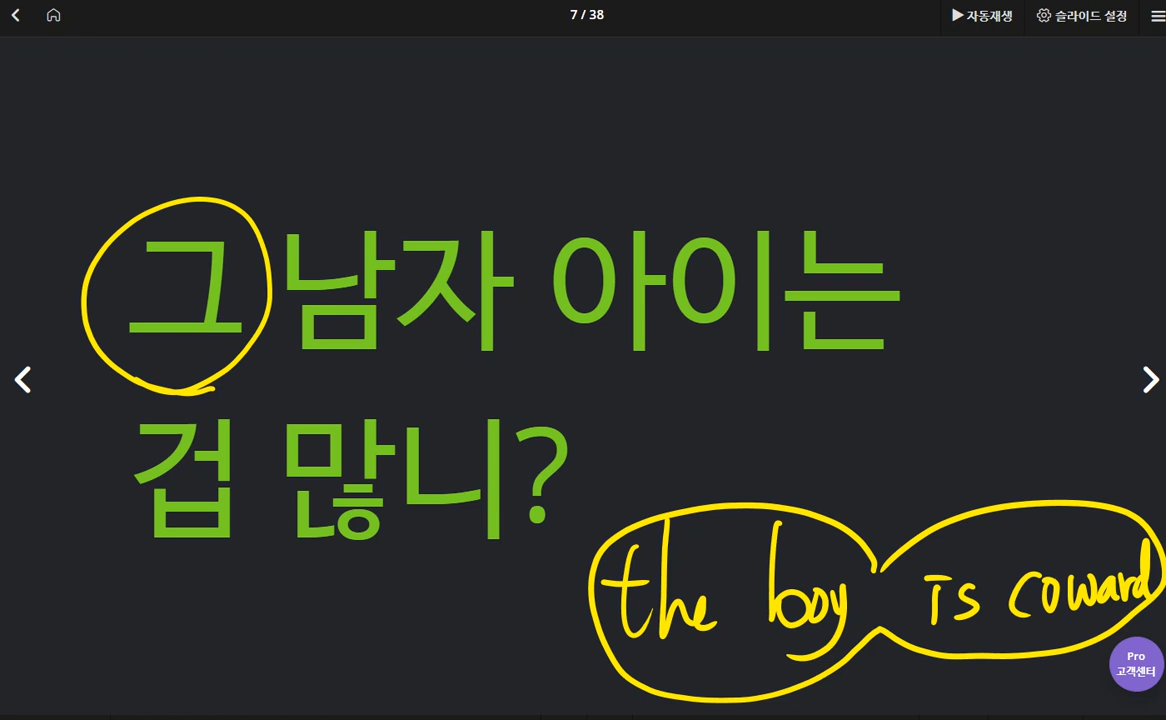 7 / 38
▶ 자동재생
슬라이드 설정
그 남자 아이는
겁 많니?
the boy is coward
Pro
고객센터